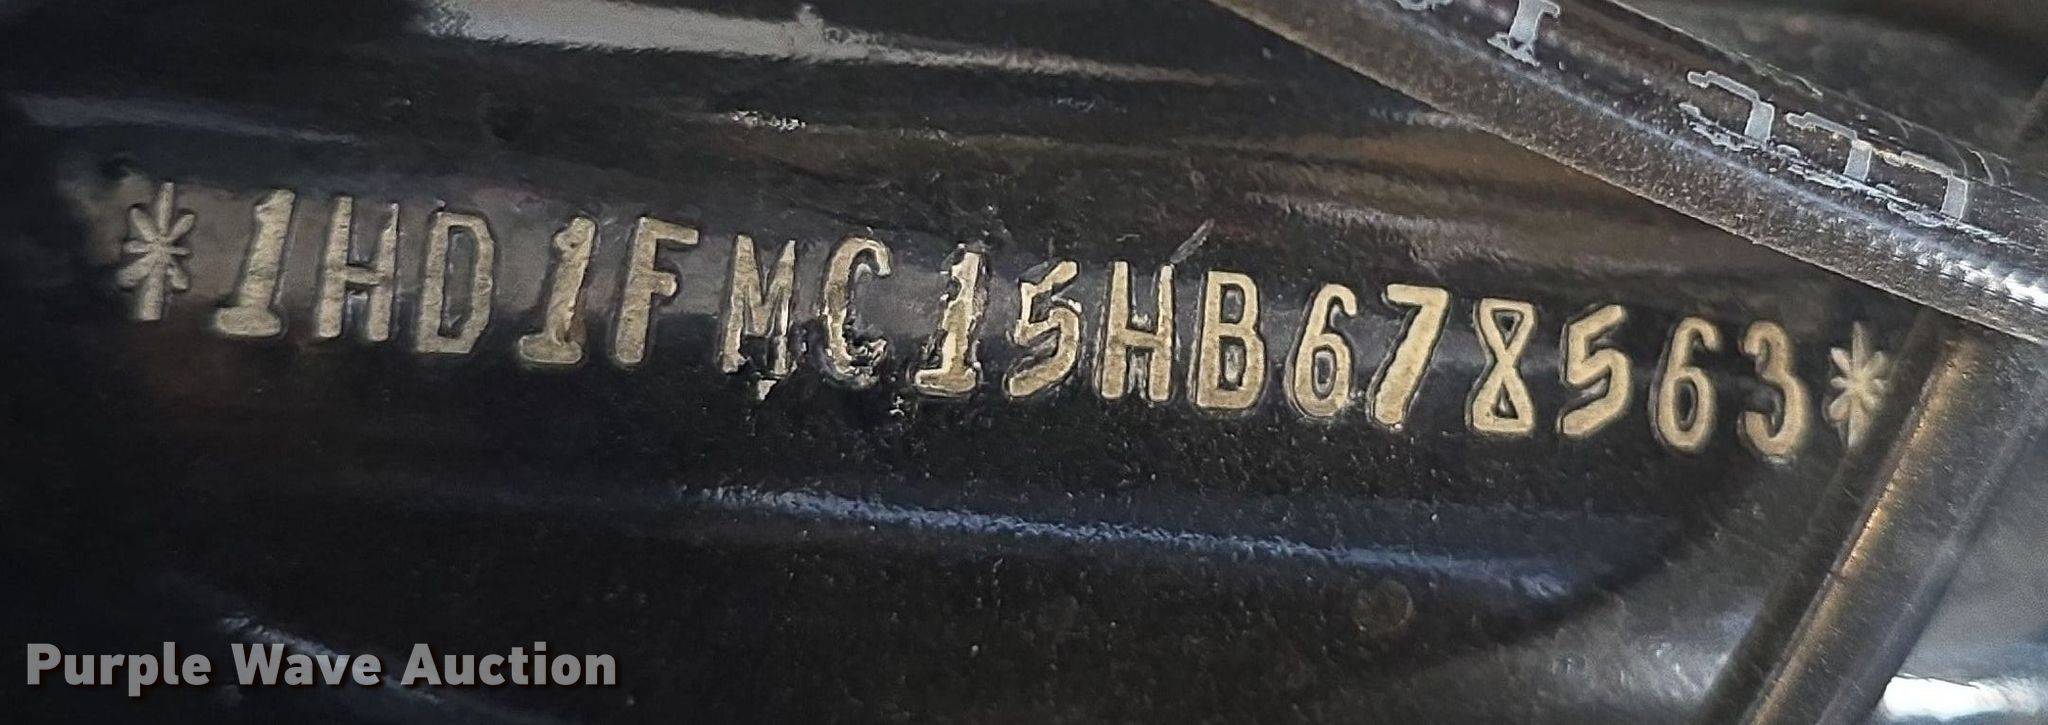 *1HD1FMC15HB678563*
Purple Wave Auction